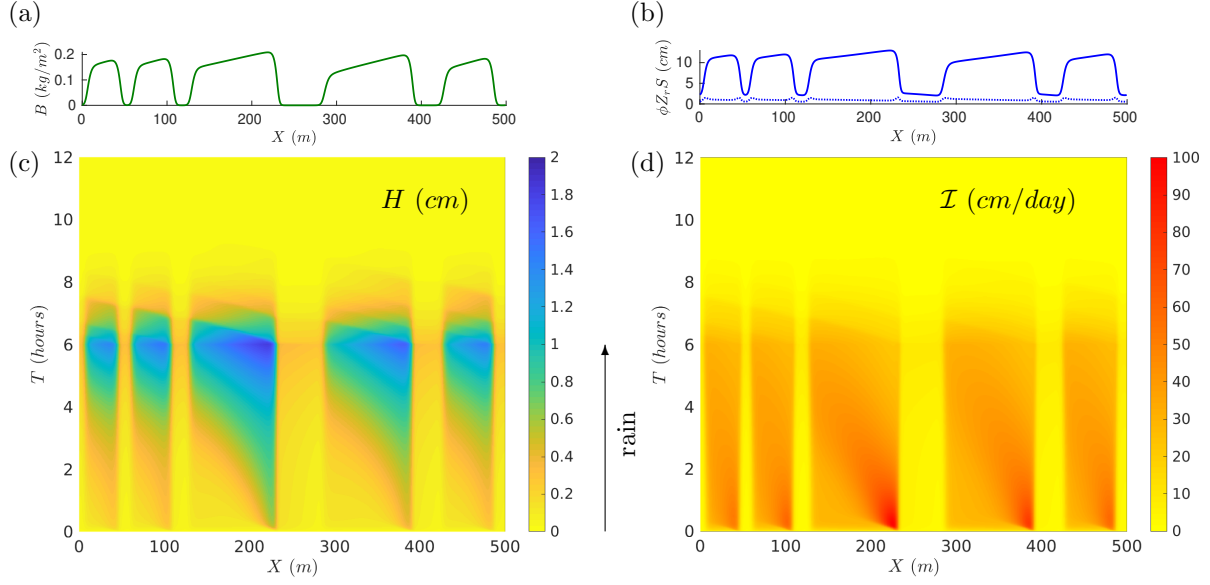 (a)
B (kg/m²)
0.2
0.1
0
0 100 200 300 400 500
X (m)
(b)
ϕZ_rS (cm)
10
5
0
0 100 200 300 400 500
X (m)
(c)
H (cm)
T (hours)
12
10
8
6
4
2
0
0 100 200 300 400 500
X (m)
2
1.8
1.6
1.4
1.2
1
0.8
0.6
0.4
0.2
0
rain
(d)
I (cm/day)
T (hours)
12
10
8
6
4
2
0
0 100 200 300 400 500
X (m)
100
90
80
70
60
50
40
30
20
10
0